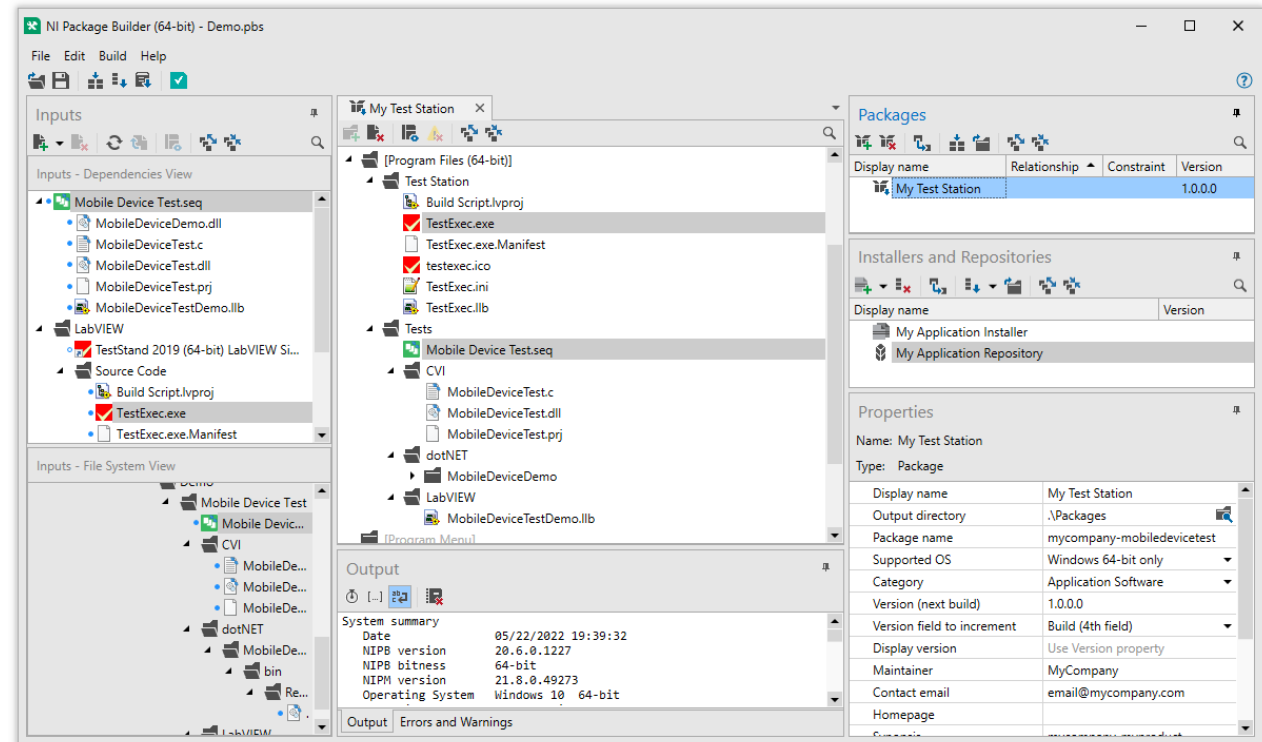 NI Package Builder (64-bit) - Demo.pbs
File Edit Build Help
Inputs
Inputs - Dependencies View
Mobile Device Test.seq
MobileDeviceDemo.dll
MobileDeviceTest.c
MobileDeviceTest.dll
MobileDeviceTest.prj
MobileDeviceTestDemo.llb
LabVIEW
TestStand 2019 (64-bit) LabVIEW Si...
Source Code
Build Script.lvproj
TestExec.exe
TestExec.exe.Manifest
Inputs - File System View
Demo
Mobile Device Test
Mobile Devic...
CVI
MobileDe...
MobileDe...
MobileDe...
dotNET
MobileDe...
bin
Re...
.
LabVIEW
My Test Station
[Program Files (64-bit)]
Test Station
Build Script.lvproj
TestExec.exe
TestExec.exe.Manifest
testexec.ico
TestExec.ini
TestExec.llb
Tests
Mobile Device Test.seq
CVI
MobileDeviceTest.c
MobileDeviceTest.dll
MobileDeviceTest.prj
dotNET
MobileDeviceDemo
LabVIEW
MobileDeviceTestDemo.llb
[Program Menu]
Output
System summary
Date 05/22/2022 19:39:32
NIPB version 20.6.0.1227
NIPB bitness 64-bit
NIPM version 21.8.0.49273
Operating System Windows 10 64-bit
Output Errors and Warnings
Packages
Display name Relationship Constraint Version
My Test Station 1.0.0.0
Installers and Repositories
Display name Version
My Application Installer
My Application Repository
Properties
Name: My Test Station
Type: Package
Display name My Test Station
Output directory .\Packages
Package name mycompany-mobiledevicetest
Supported OS Windows 64-bit only
Category Application Software
Version (next build) 1.0.0.0
Version field to increment Build (4th field)
Display version Use Version property
Maintainer MyCompany
Contact email email@mycompany.com
Homepage
Synopsis mycompany-myproduct